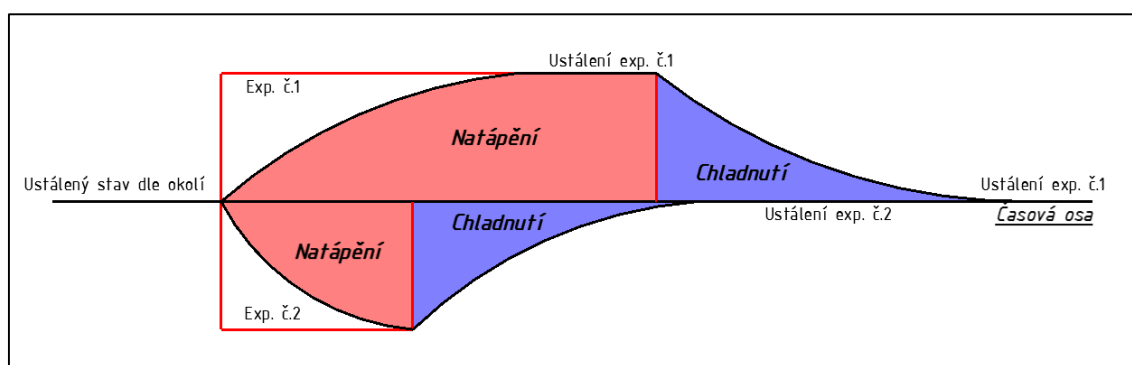 Ustálení exp. č.1
Exp. č.1
Natápění
Chladnutí
Ustálený stav dle okolí
Ustálení exp. č.1
Časová osa
Ustálení exp. č.2
Chladnutí
Natápění
Exp. č.2